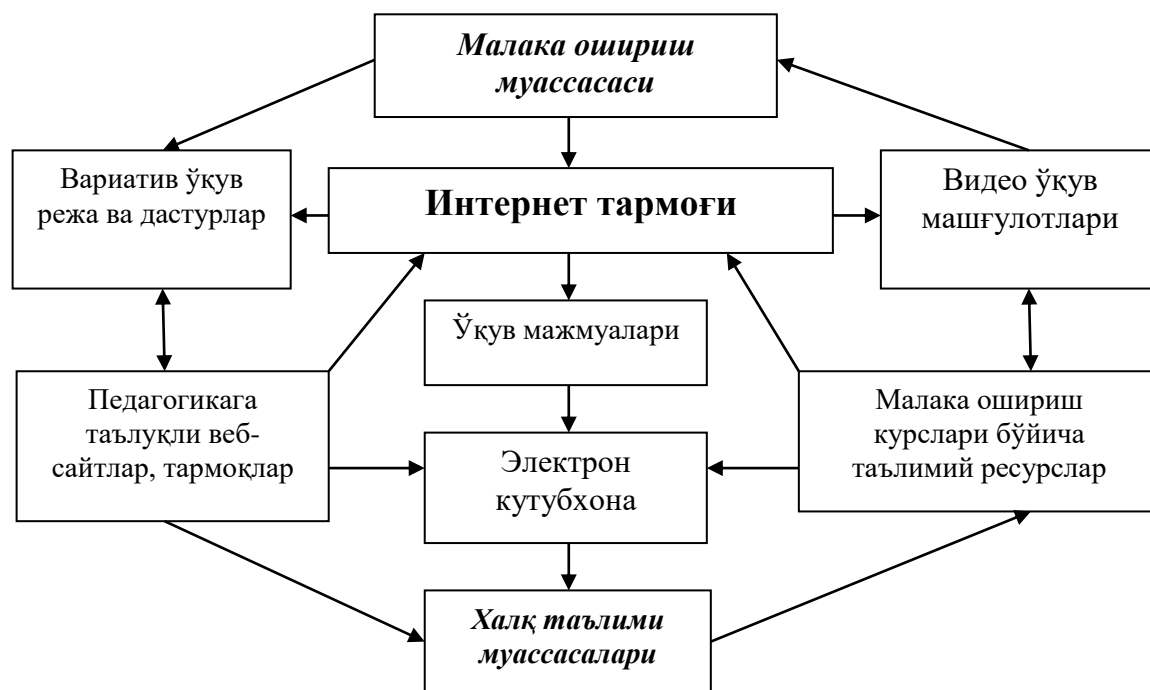 Малака ошириш
муассасаси
Вариатив ўқув
режа ва дастурлар
Интернет тармоғи
Видео ўқув
машғулотлари
Ўқув мажмуалари
Педагогикага
таълуқли веб-
сайтлар, тармоқлар
Электрон
кутубхона
Малака ошириш
курслари бўйича
таълимий ресурслар
Халқ таълими
муассасалари